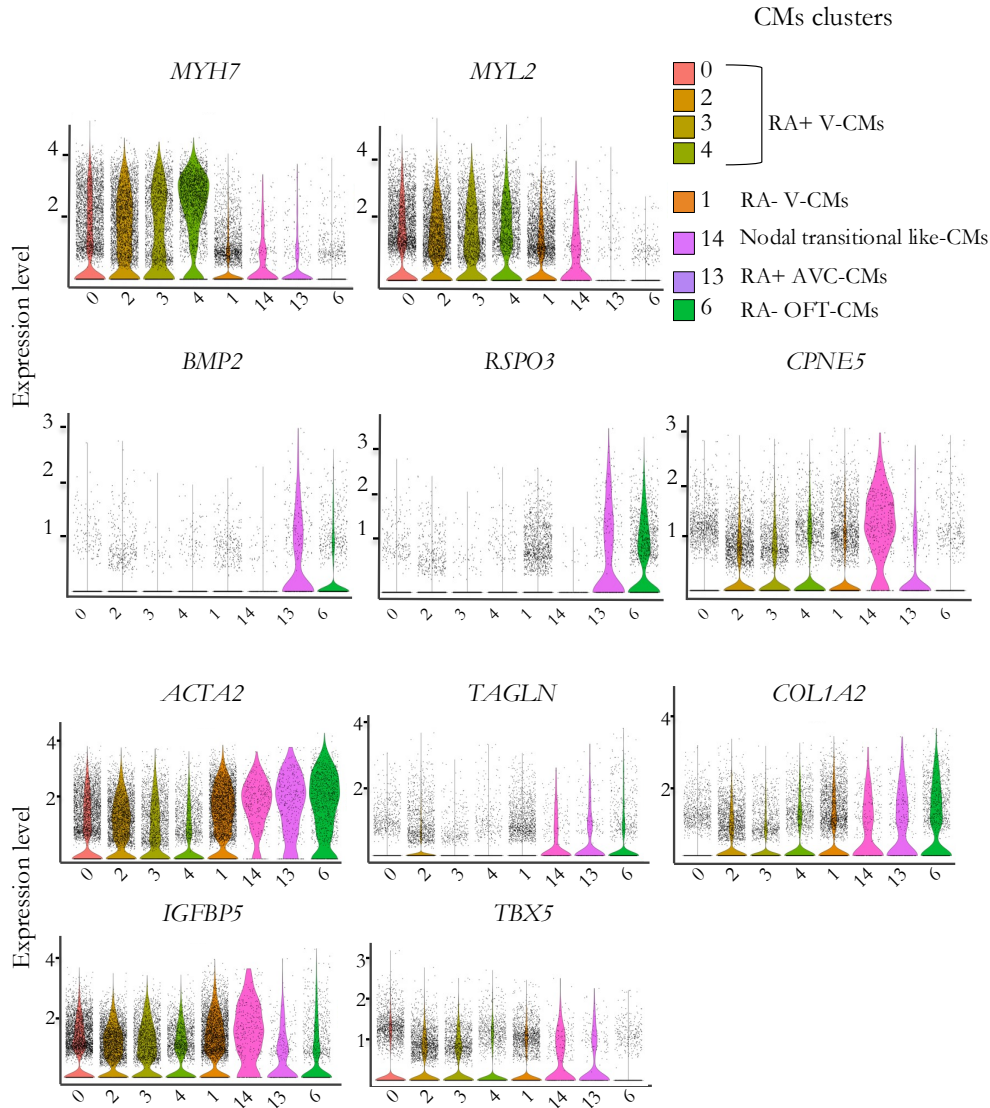 CMs clusters
0
2
3
4
RA+ V-CMs
1 RA- V-CMs
14 Nodal transitional like-CMs
13 RA+ AVC-CMs
6 RA- OFT-CMs
MYH7
4
2
0 2 3 4 1 14 13 6
MYL2
4
2
0 2 3 4 1 14 13 6
Expression level
BMP2
3
2
1
0 2 3 4 1 14 13 6
RSPO3
3
2
1
0 2 3 4 1 14 13 6
CPNE5
3
2
1
0 2 3 4 1 14 13 6
ACTA2
4
2
0 2 3 4 1 14 13 6
TAGLN
4
2
0 2 3 4 1 14 13 6
COL1A2
4
2
0 2 3 4 1 14 13 6
Expression level
IGFBP5
4
2
0 2 3 4 1 14 13 6
TBX5
3
2
1
0 2 3 4 1 14 13 6